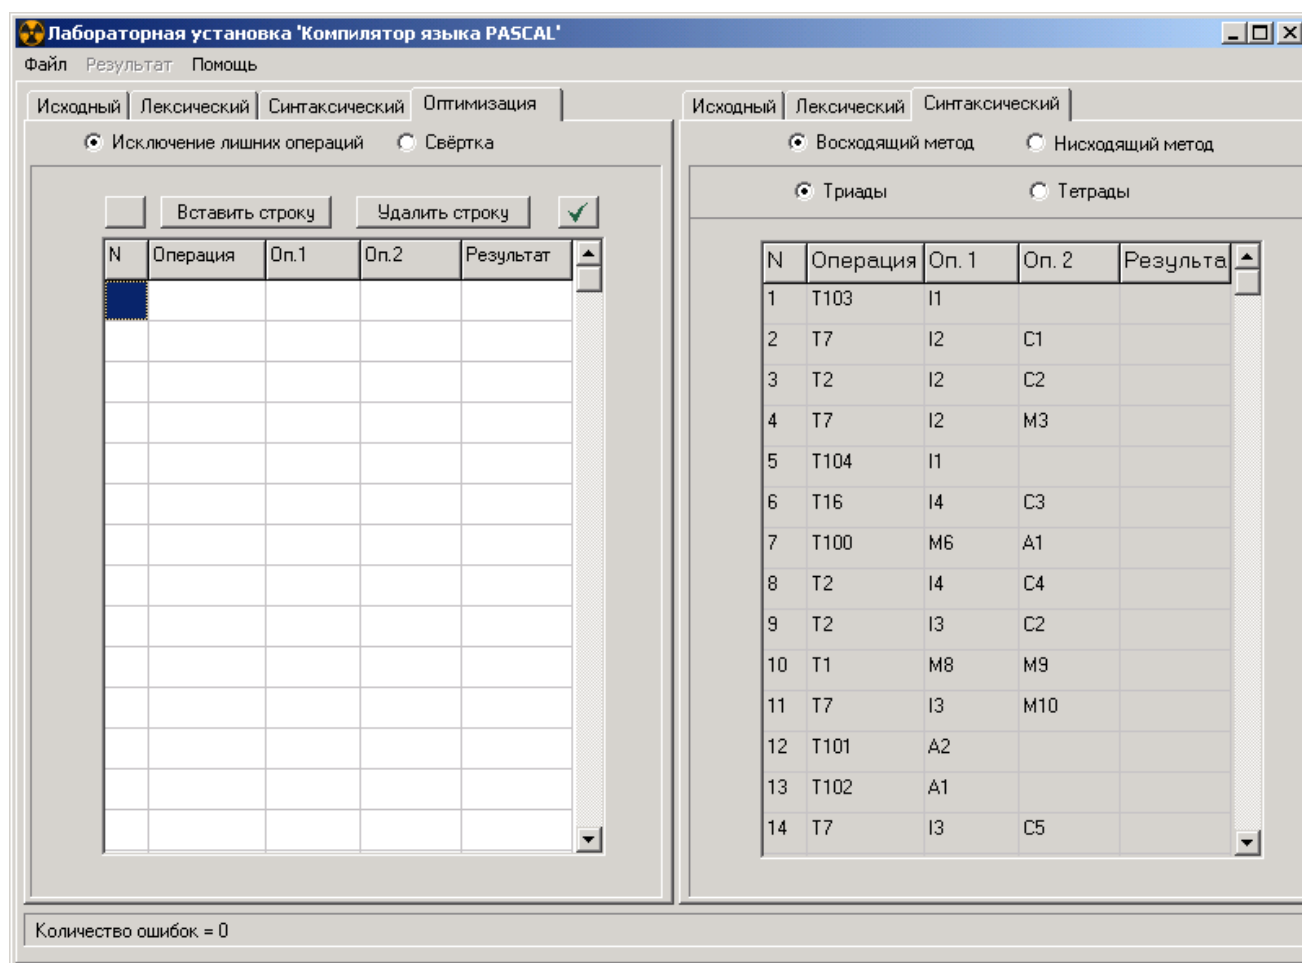 Лабораторная установка 'Компилятор языка PASCAL'
Файл Результат Помощь
Исходный Лексический Синтаксический Оптимизация
Исключение лишних операций Свёртка
Вставить строку Удалить строку
N Операция Оп.1 Оп.2 Результат
Исходный Лексический Синтаксический
Восходящий метод Нисходящий метод
Триады Тетрады
N Операция Оп. 1 Оп. 2 Результа
1 T103 I1
2 T7 I2 C1
3 T2 I2 C2
4 T7 I2 M3
5 T104 I1
6 T16 I4 C3
7 T100 M6 A1
8 T2 I4 C4
9 T2 I3 C2
10 T1 M8 M9
11 T7 I3 M10
12 T101 A2
13 T102 A1
14 T7 I3 C5
Количество ошибок = 0